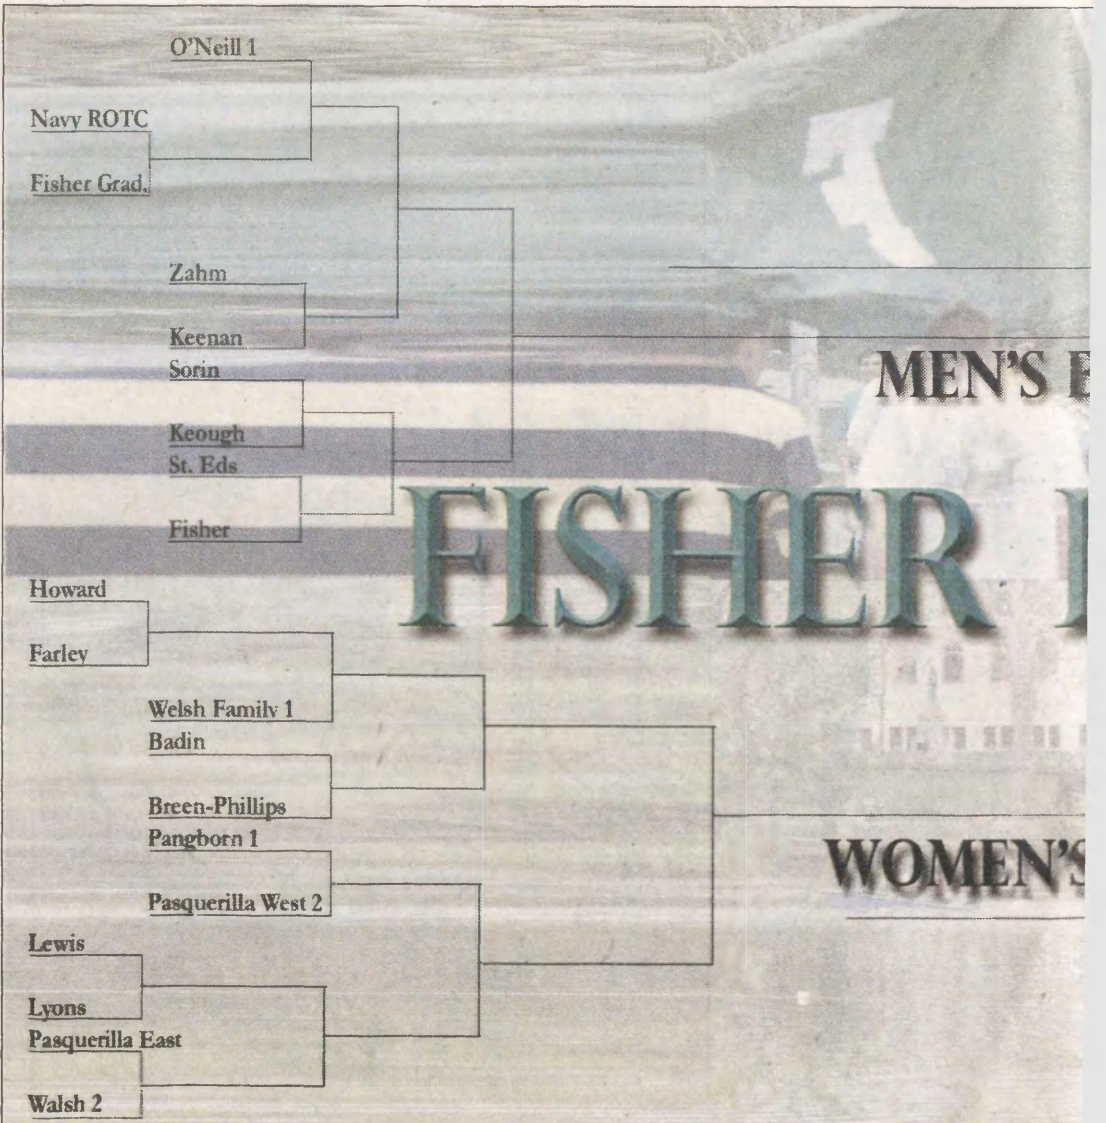 O'Neill 1
Navy ROTC
Fisher Grad.
Zahm
Keenan
Sorin
MEN'S
Keough
St. Eds
FISHER
Fisher
Howard
Farley
Welsh Family 1
Badin
Breen-Phillips
Pangborn 1
WOMEN'S
Pasquerilla West 2
Lewis
Lyons
Pasquerilla East
Walsh 2